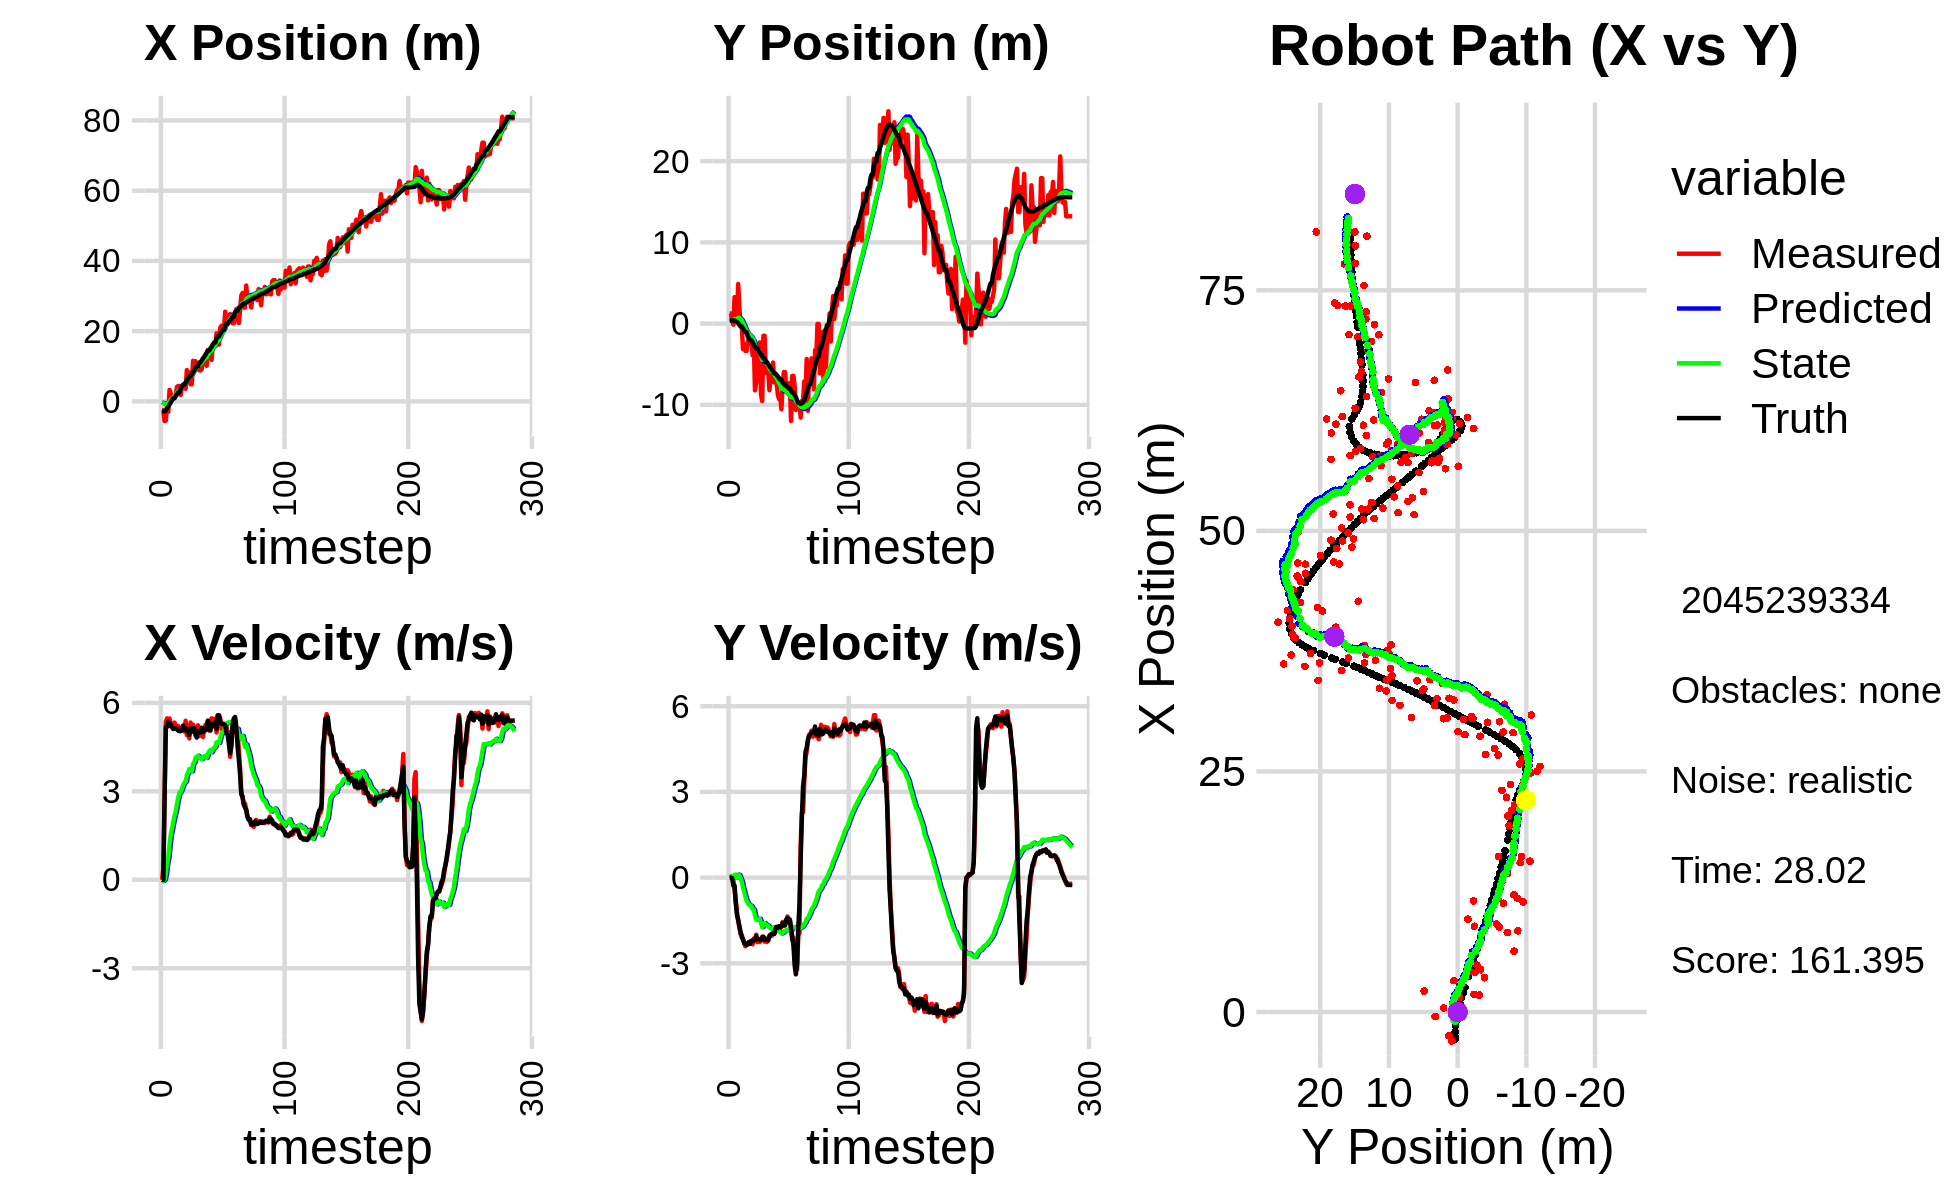 X Position (m)
80
60
40
20
0
0
100
200
300
timestep
Y Position (m)
20
10
0
-10
0
100
200
300
timestep
X Velocity (m/s)
6
3
0
-3
0
100
200
300
timestep
Y Velocity (m/s)
6
3
0
-3
0
100
200
300
timestep
Robot Path (X vs Y)
X Position (m)
75
50
25
0
20 10 0 -10 -20
Y Position (m)
variable
Measured
Predicted
State
Truth
2045239334
Obstacles: none
Noise: realistic
Time: 28.02
Score: 161.395